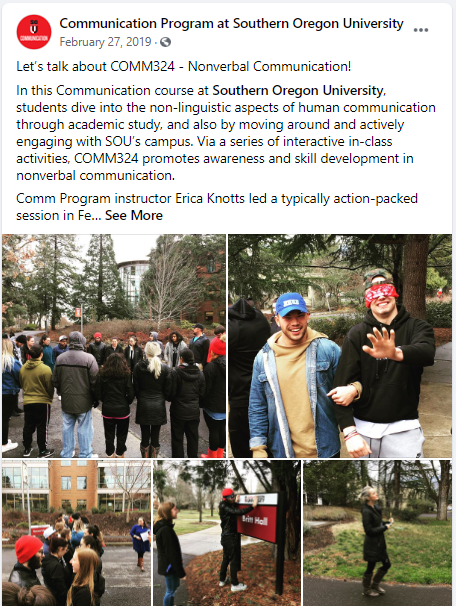 Communication Program at Southern Oregon University
February 27, 2019 ·
Let's talk about COMM324 - Nonverbal Communication!
In this Communication course at Southern Oregon University,
students dive into the non-linguistic aspects of human communication
through academic study, and also by moving around and actively
engaging with SOU's campus. Via a series of interactive in-class
activities, COMM324 promotes awareness and skill development in
nonverbal communication.
Comm Program instructor Erica Knotts led a typically action-packed
session in Fe... See More
COMMUNICATION
Britt Hall